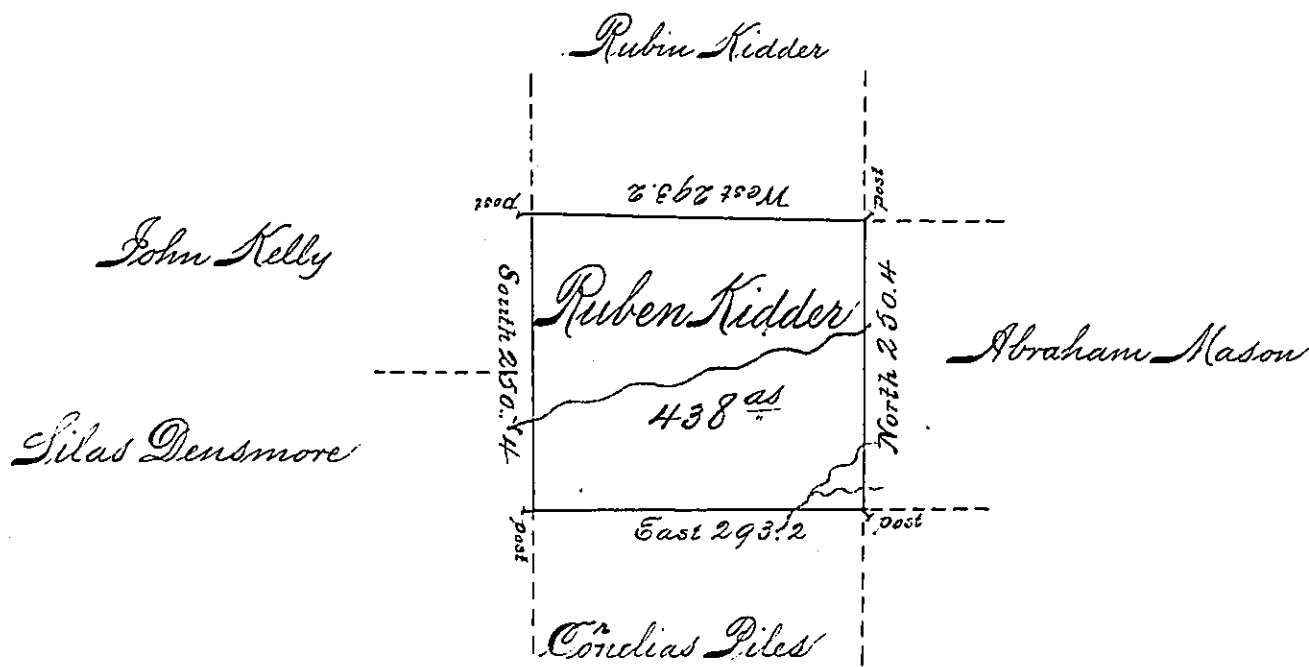 Rubin Kidder
West 293.2
post
post
John Kelly
South 250.4
Ruben Kidder
North 250.4
Abraham Mason
438 as
Silas Densmore
post
East 293.2
post
Cornelias Piles